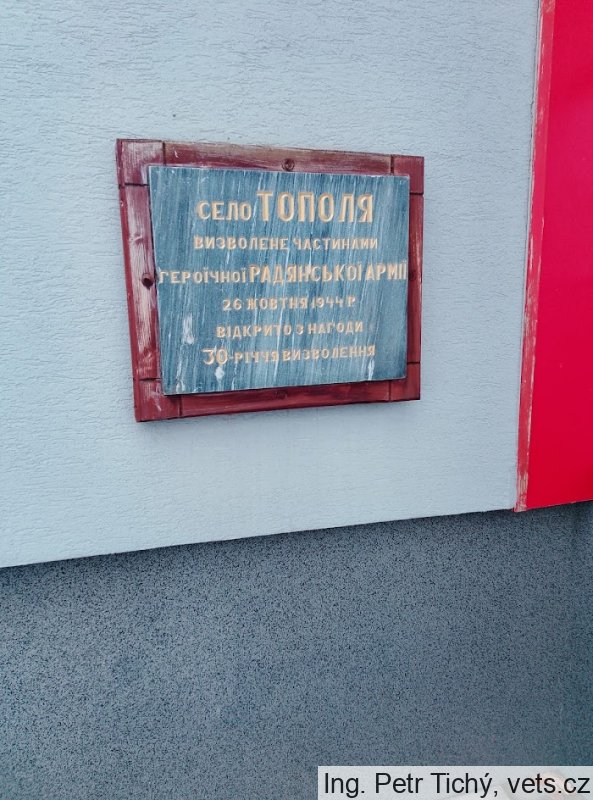 СЕЛО ТОПОЛЯ
ВИЗВОЛЕНЕ ЧАСТИНАМИ
ГЕРОЇЧНОЇ РАДЯНСЬКОЇ АРМІЇ
26 ЖОВТНЯ 1944 Р
ВІДКРИТО З НАГОДИ
30-РІЧЧЯ ВИЗВОЛЕННЯ
Ing. Petr Tichý, vets.cz